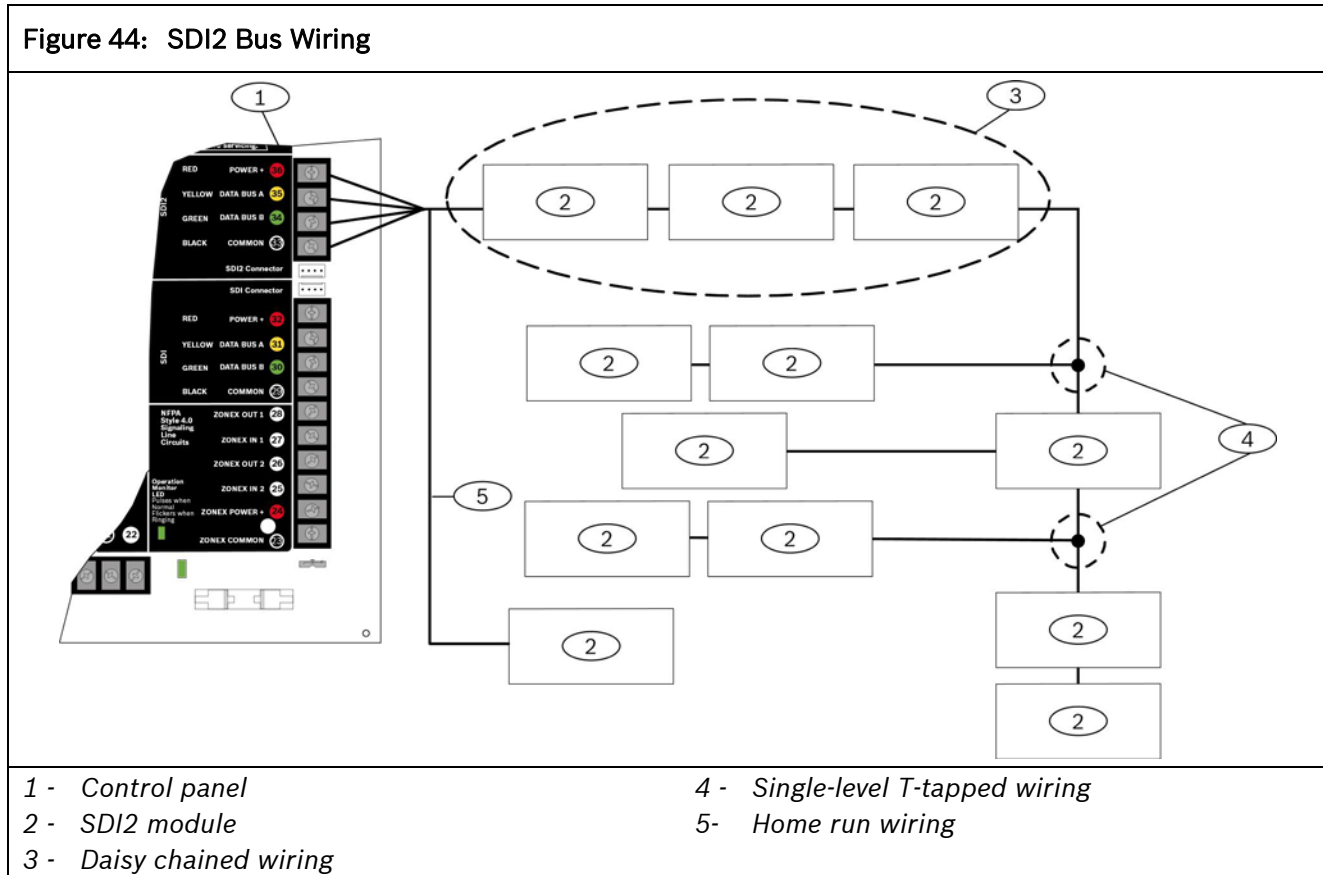 Figure 44: SDI2 Bus Wiring
1
3
servicing.
SDI2
RED POWER + 36
YELLOW DATA BUS A 35
GREEN DATA BUS B 34
BLACK COMMON 33
SDI2 Connector
SDI Connector
SDI
RED POWER + 32
YELLOW DATA BUS A 31
GREEN DATA BUS B 30
BLACK COMMON 29
NFPA
Style 4.0
Signaling
Line
Circuits
ZONEX OUT 1 28
ZONEX IN 1 27
ZONEX OUT 2 26
ZONEX IN 2 25
ZONEX POWER + 24
ZONEX COMMON 23
Operation
Monitor
LED
Pulses when
Normal
Flickers when
Ringing
22
2 2 2
2 2
2 2
4
5
2 2
2
2
2
1 - Control panel
2 - SDI2 module
3 - Daisy chained wiring
4 - Single-level T-tapped wiring
5- Home run wiring